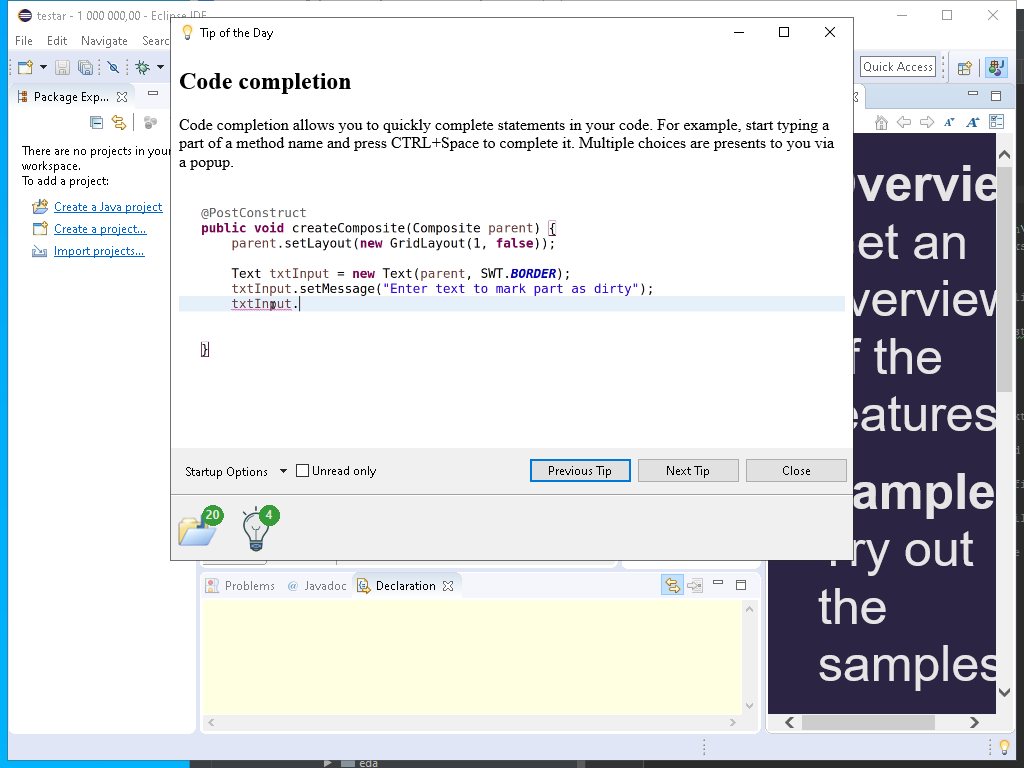 testar - 1 000 000,00 - Eclipse IDE
File Edit Navigate Searc
Quick Access
Package Exp...
There are no projects in your
workspace.
To add a project:
Create a Java project
Create a project...
Import projects...
Tip of the Day
Code completion
Code completion allows you to quickly complete statements in your code. For example, start typing a
part of a method name and press CTRL+Space to complete it. Multiple choices are presents to you via
a popup.
@PostConstruct
public void createComposite(Composite parent) {
parent.setLayout(new GridLayout(1, false));
Text txtInput = new Text(parent, SWT.BORDER);
txtInput.setMessage("Enter text to mark part as dirty");
txtInput.
}
Startup Options Unread only Previous Tip Next Tip Close
20 4
Problems @ Javadoc Declaration
vervie
et an
verview
f the
eatures
ample
ry out
the
samples
eda